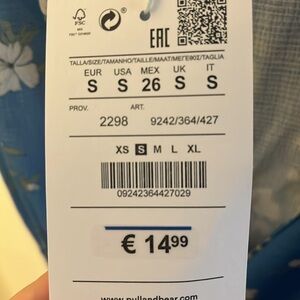 FSC
EAC
TALLA/SIZE/TAMANHO/TAILLE/MAAT/ΜΕΓΕΘΟΣ/TAGLIA
EUR USA MEX UK IT
S S 26 S S
PROV. ART.
2298 9242/364/427
XS S M L XL
09242364427029
€ 14,99
www.pullandbear.com